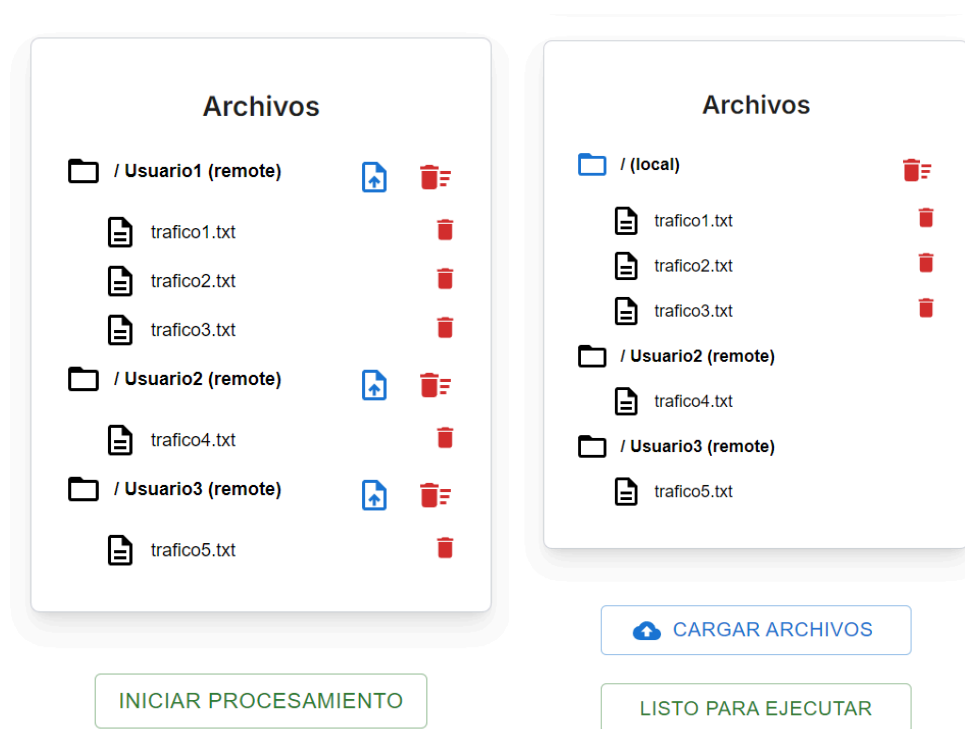 Archivos
/ Usuario1 (remote)
trafico1.txt
trafico2.txt
trafico3.txt
/ Usuario2 (remote)
trafico4.txt
/ Usuario3 (remote)
trafico5.txt
INICIAR PROCESAMIENTO
Archivos
/ (local)
trafico1.txt
trafico2.txt
trafico3.txt
/ Usuario2 (remote)
trafico4.txt
/ Usuario3 (remote)
trafico5.txt
CARGAR ARCHIVOS
LISTO PARA EJECUTAR